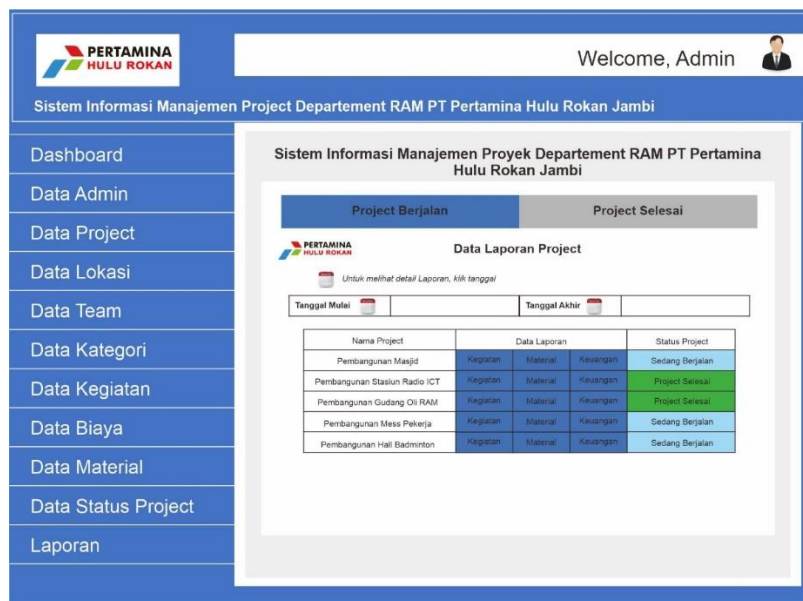 PERTAMINA
HULU ROKAN
Welcome, Admin
Sistem Informasi Manajemen Project Departement RAM PT Pertamina Hulu Rokan Jambi
Dashboard
Data Admin
Data Project
Data Lokasi
Data Team
Data Kategori
Data Kegiatan
Data Biaya
Data Material
Data Status Project
Laporan
Sistem Informasi Manajemen Proyek Departement RAM PT Pertamina
Hulu Rokan Jambi
Project Berjalan Project Selesai
PERTAMINA
HULU ROKAN
Data Laporan Project
Untuk melihat detail Laporan, klik tanggal
Tanggal Mulai Tanggal Akhir
Nama Project Data Laporan Status Project
Pembangunan Masjid Kegiatan Material Keuangan Sedang Berjalan
Pembangunan Stasiun Radio ICT Kegiatan Material Keuangan Project Selesai
Pembangunan Gudang Oli RAM Kegiatan Material Keuangan Project Selesai
Pembangunan Mess Pekerja Kegiatan Material Keuangan Sedang Berjalan
Pembangunan Hall Badminton Kegiatan Material Keuangan Sedang Berjalan